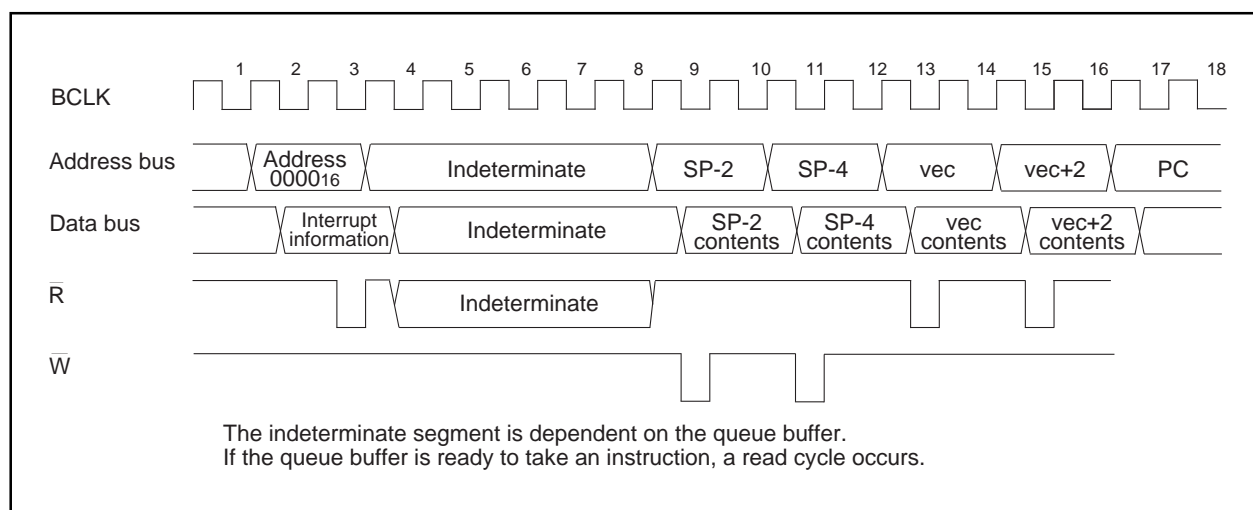 1 2 3 4 5 6 7 8 9 10 11 12 13 14 15 16 17 18
BCLK
Address bus
Address
000016
Indeterminate
SP-2
SP-4
vec
vec+2
PC
Data bus
Interrupt
information
Indeterminate
SP-2
contents
SP-4
contents
vec
contents
vec+2
contents
R
Indeterminate
W
The indeterminate segment is dependent on the queue buffer.
If the queue buffer is ready to take an instruction, a read cycle occurs.